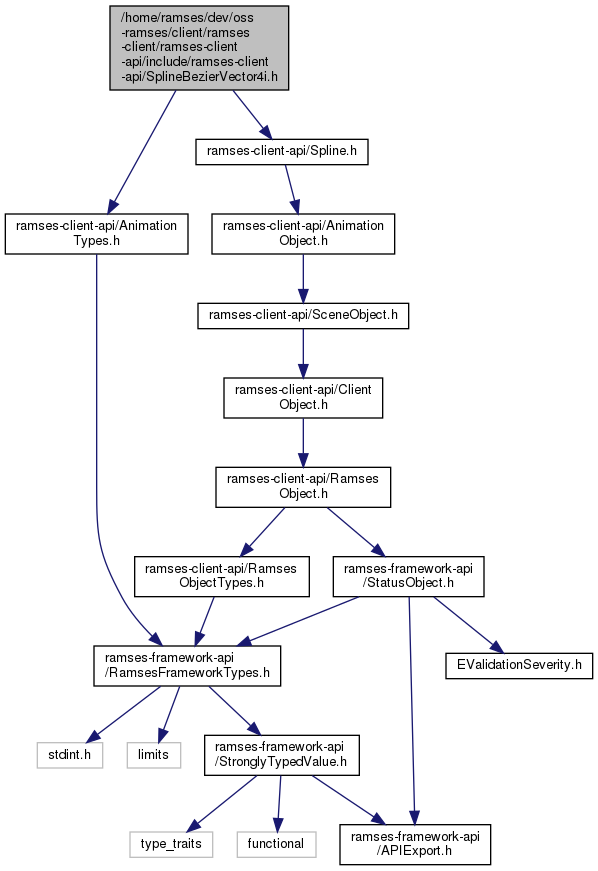 /home/ramses/dev/oss
-ramses/client/ramses
-client/ramses-client
-api/include/ramses-client
-api/SplineBezierVector4i.h
ramses-client-api/Spline.h
ramses-client-api/Animation
Types.h
ramses-client-api/Animation
Object.h
ramses-client-api/SceneObject.h
ramses-client-api/Client
Object.h
ramses-client-api/Ramses
Object.h
ramses-client-api/Ramses
ObjectTypes.h
ramses-framework-api
/StatusObject.h
ramses-framework-api
/RamsesFrameworkTypes.h
EValidationSeverity.h
stdint.h
limits
ramses-framework-api
/StronglyTypedValue.h
type_traits
functional
ramses-framework-api
/APIExport.h